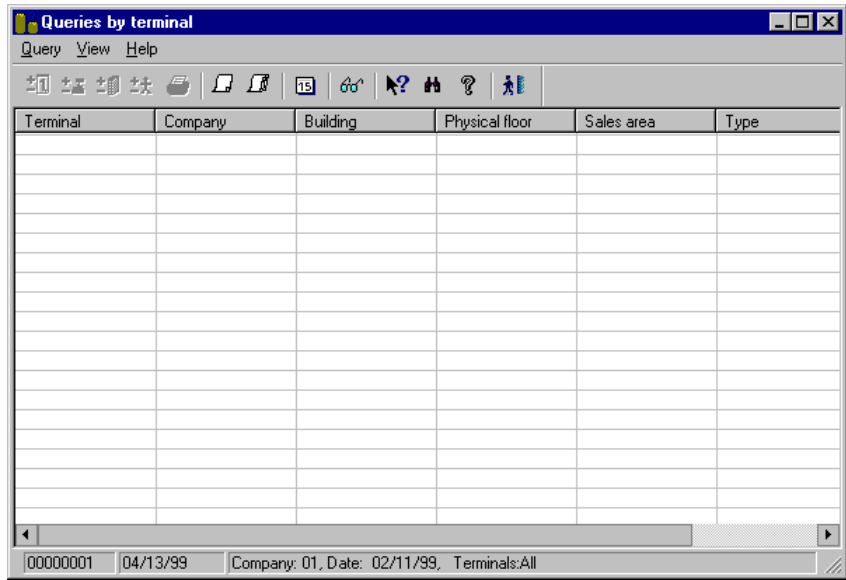 Queries by terminal
Query View Help
15
Terminal Company Building Physical floor Sales area Type
00000001 04/13/99 Company: 01, Date: 02/11/99, Terminals:All